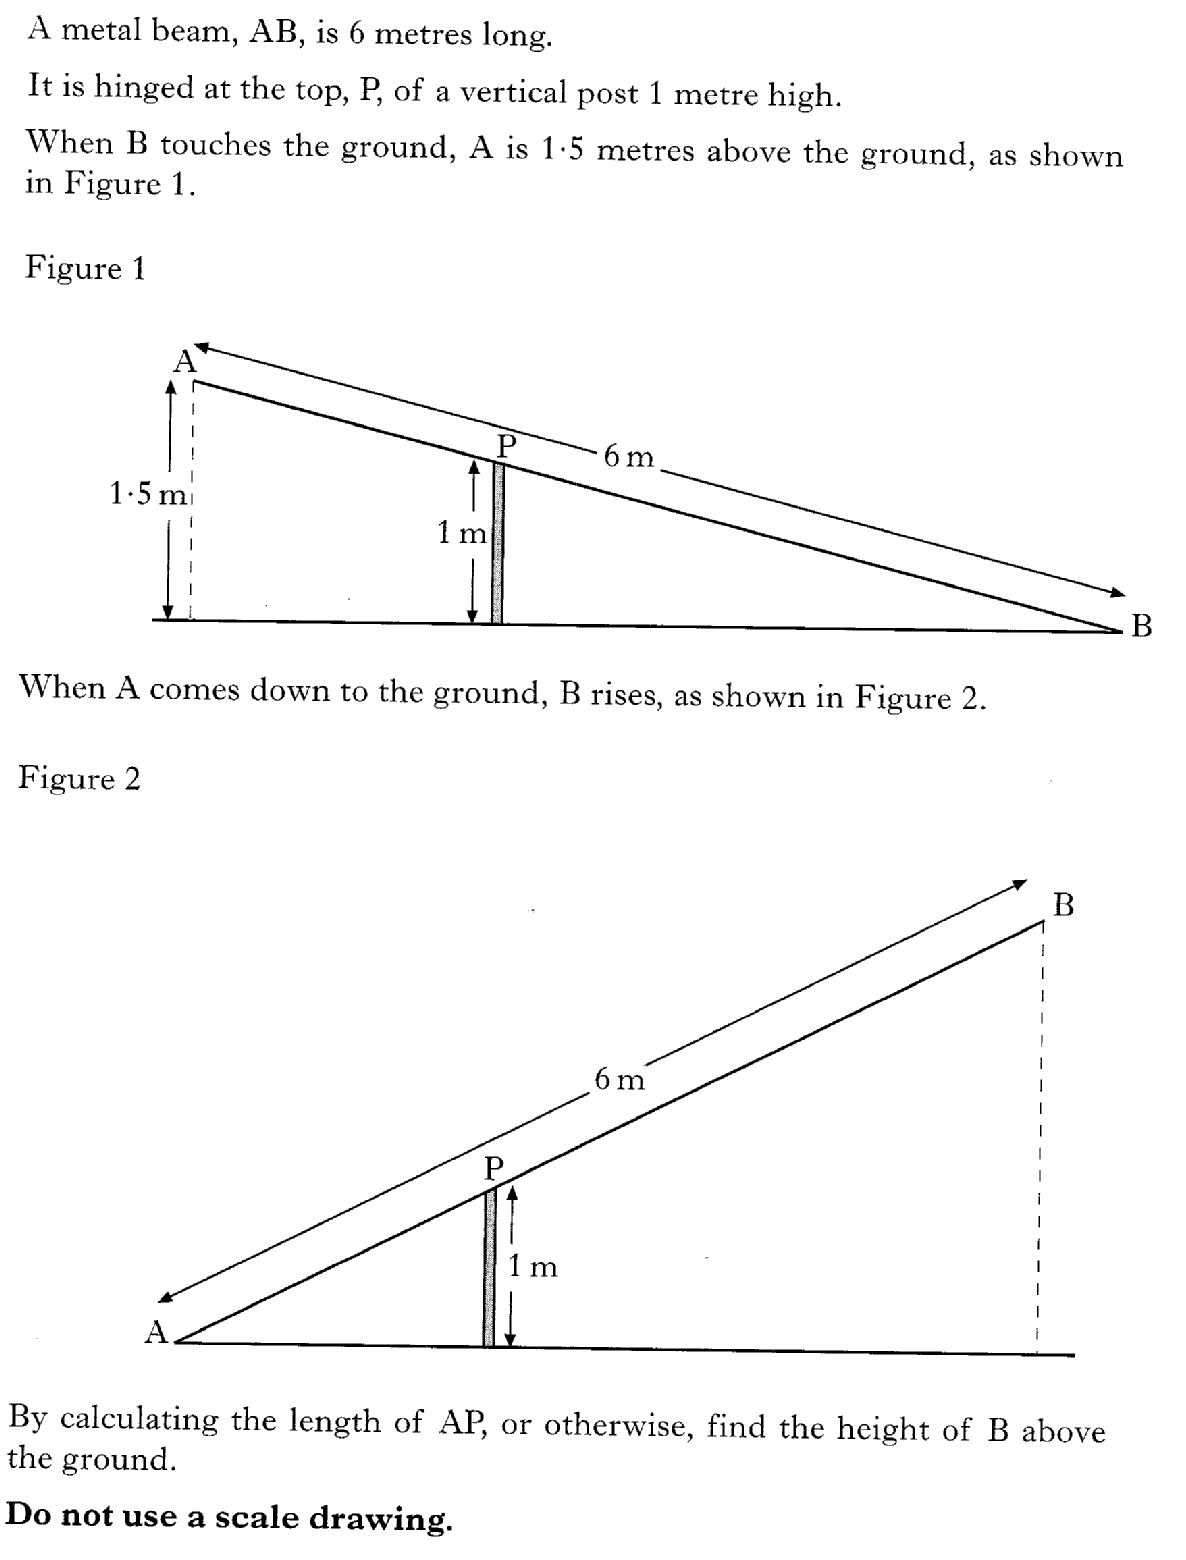 A metal beam, AB, is 6 metres long.
It is hinged at the top, P, of a vertical post 1 metre high.
When B touches the ground, A is 1·5 metres above the ground, as shown
in Figure 1.
Figure 1
A
P
6 m
1·5 m
1 m
B
When A comes down to the ground, B rises, as shown in Figure 2.
Figure 2
B
6 m
P
1 m
A
By calculating the length of AP, or otherwise, find the height of B above
the ground.
Do not use a scale drawing.